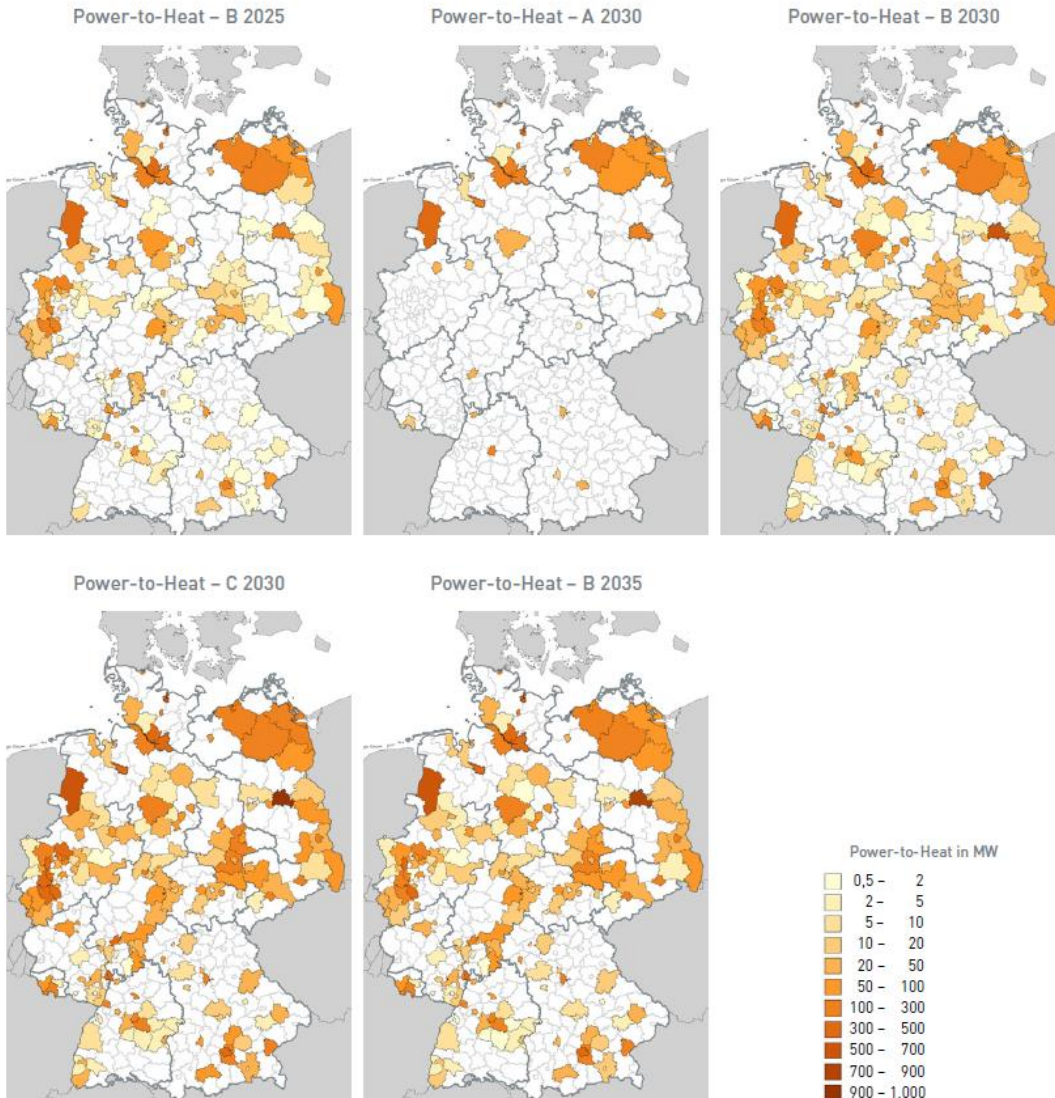 Power-to-Heat – B 2025
Power-to-Heat – A 2030
Power-to-Heat – B 2030
Power-to-Heat – C 2030
Power-to-Heat – B 2035
Power-to-Heat in MW
0,5 – 2
2 – 5
5 – 10
10 – 20
20 – 50
50 – 100
100 – 300
300 – 500
500 – 700
700 – 900
900 – 1.000